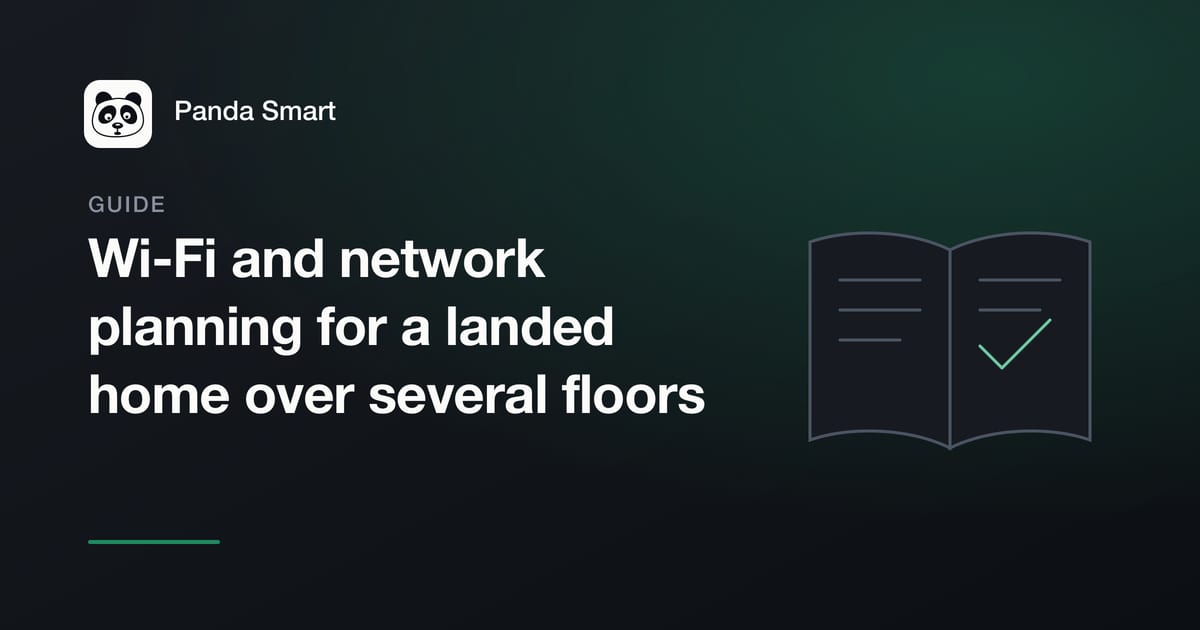 Panda Smart
GUIDE
Wi-Fi and network
planning for a landed
home over several floors